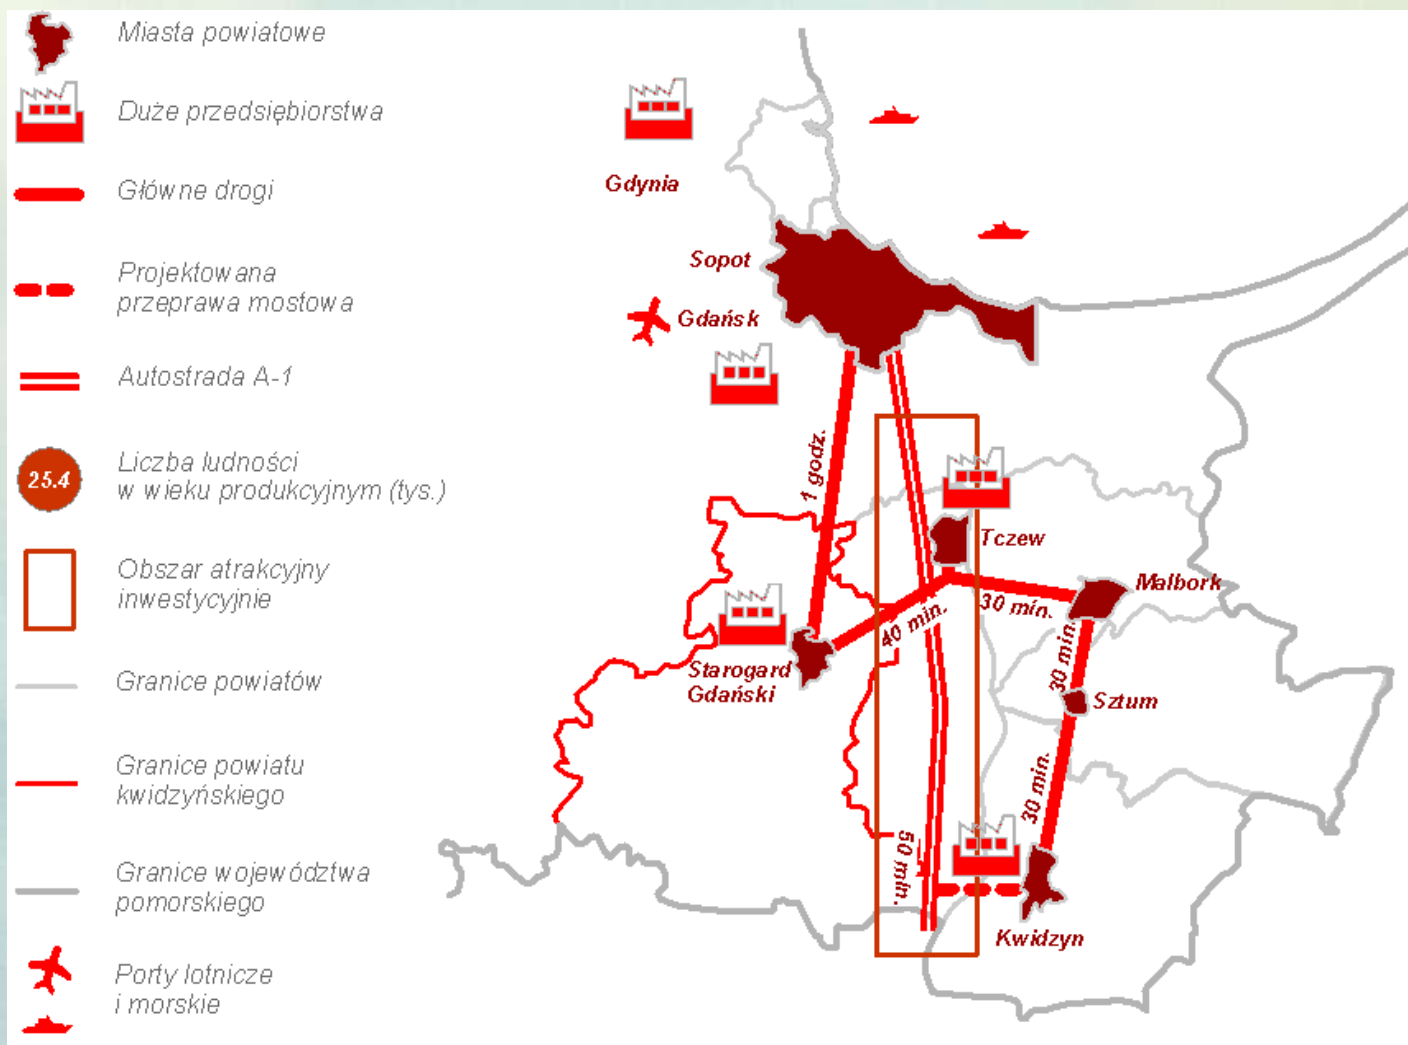 Miasta powiatowe
Duże przedsiębiorstwa
Główne drogi
Projektowana
przeprawa mostowa
Autostrada A-1
25.4
Liczba ludności
w wieku produkcyjnym (tys.)
Obszar atrakcyjny
inwestycyjnie
Granice powiatów
Granice powiatu
kwidzyńskiego
Granice województwa
pomorskiego
Porty lotnicze
i morskie
Gdynia
Sopot
Gdańsk
1 godz.
Tczew
Malbork
30 min.
40 min.
Starogard
Gdański
30 min.
Sztum
30 min.
50 min.
Kwidzyn